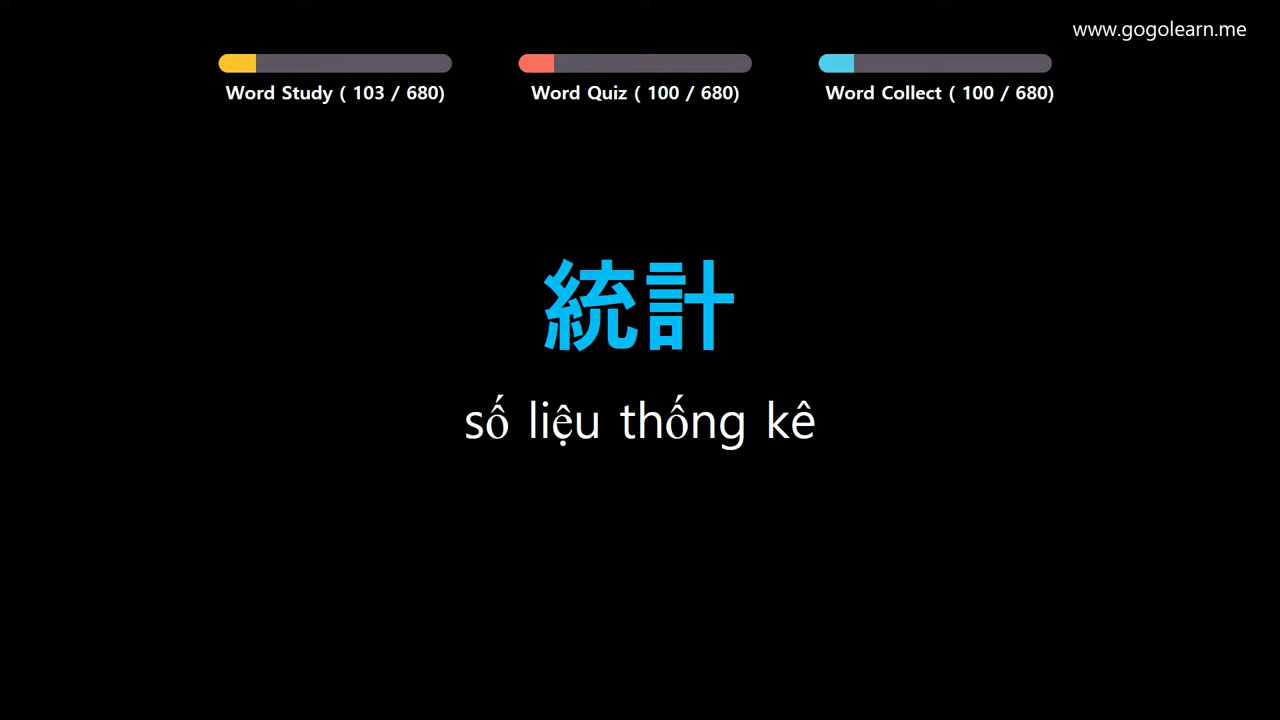 www.gogolearn.me
Word Study ( 103 / 680)
Word Quiz ( 100 / 680)
Word Collect ( 100 / 680)
統計
số liệu thống kê